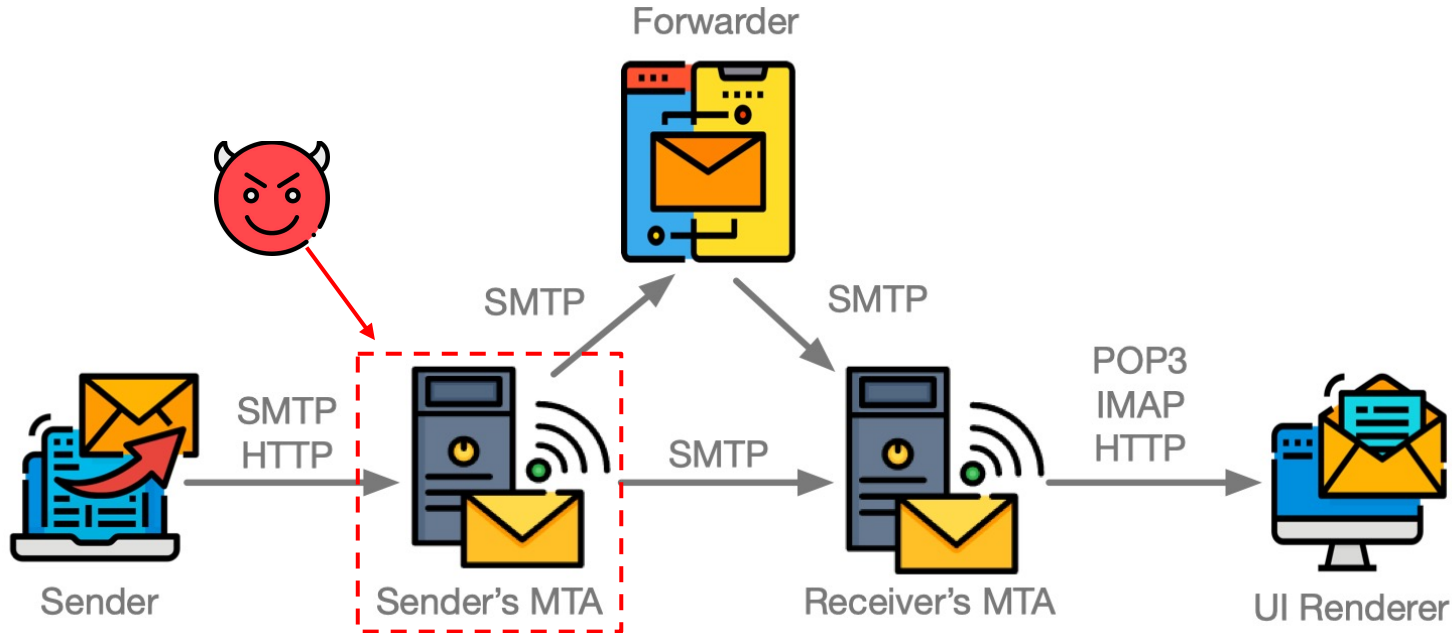 Forwarder
SMTP
SMTP
SMTP
HTTP
SMTP
POP3
IMAP
HTTP
Sender
Sender's MTA
Receiver's MTA
UI Renderer